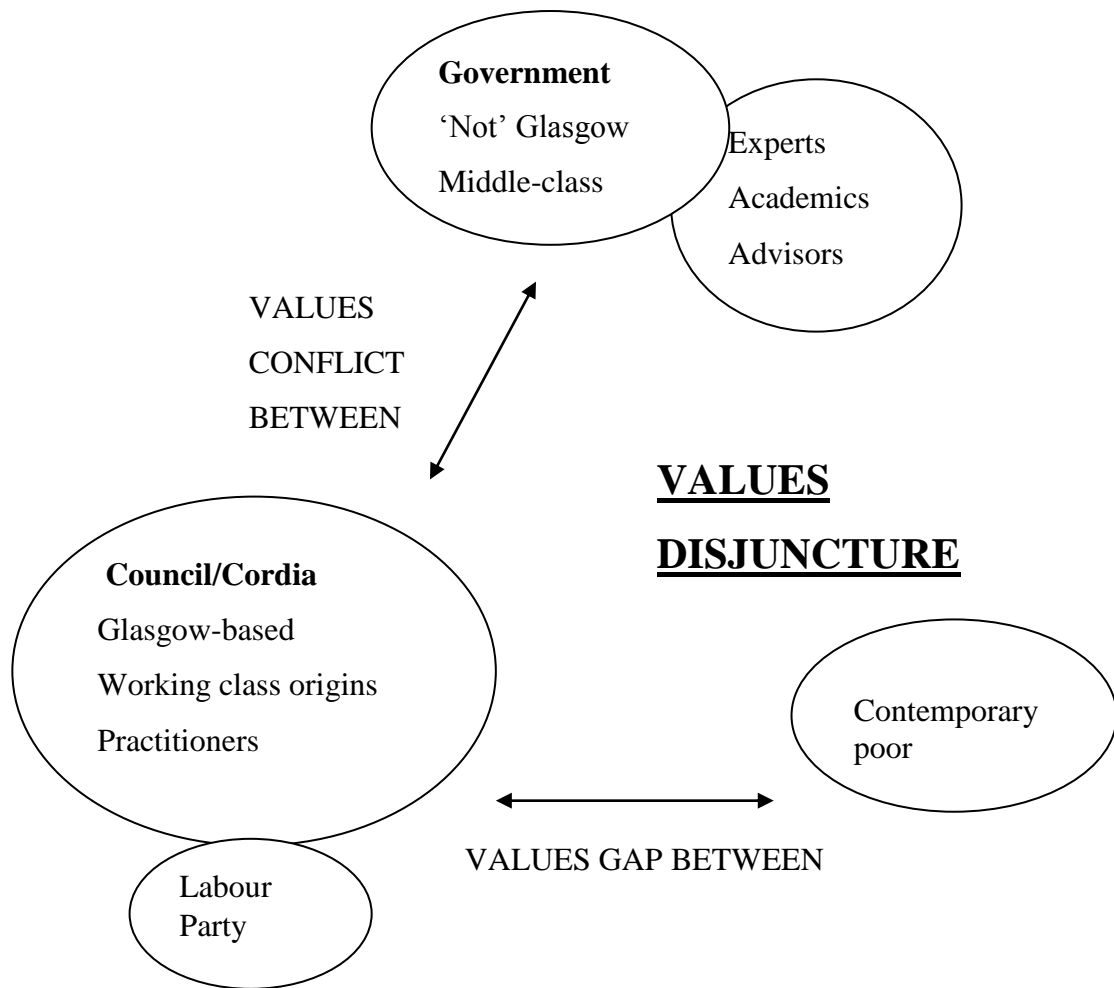 Government
‘Not’ Glasgow
Middle-class
Experts
Academics
Advisors
VALUES
CONFLICT
BETWEEN
VALUES
DISJUNCTURE
Council/Cordia
Glasgow-based
Working class origins
Practitioners
Contemporary
poor
VALUES GAP BETWEEN
Labour
Party